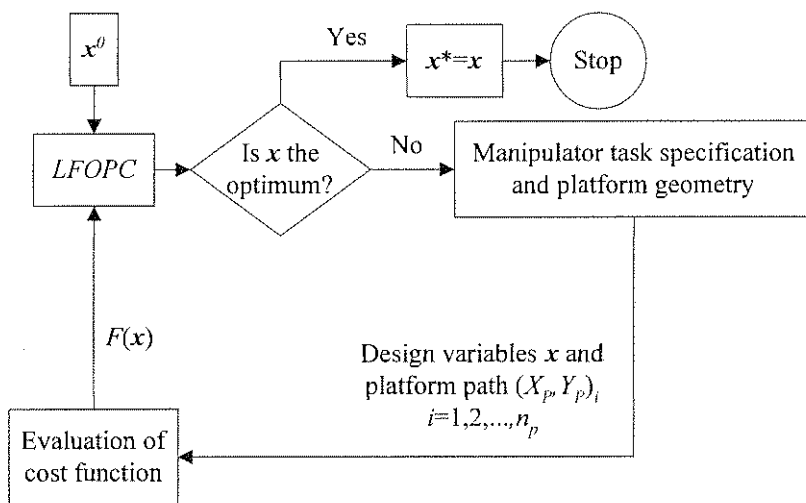 x⁰
Yes
x*=x
Stop
LFOPC
Is x the
optimum?
No
Manipulator task specification
and platform geometry
F(x)
Design variables x and
platform path (X_P, Y_P)_i
i=1,2,...,n_p
Evaluation of
cost function